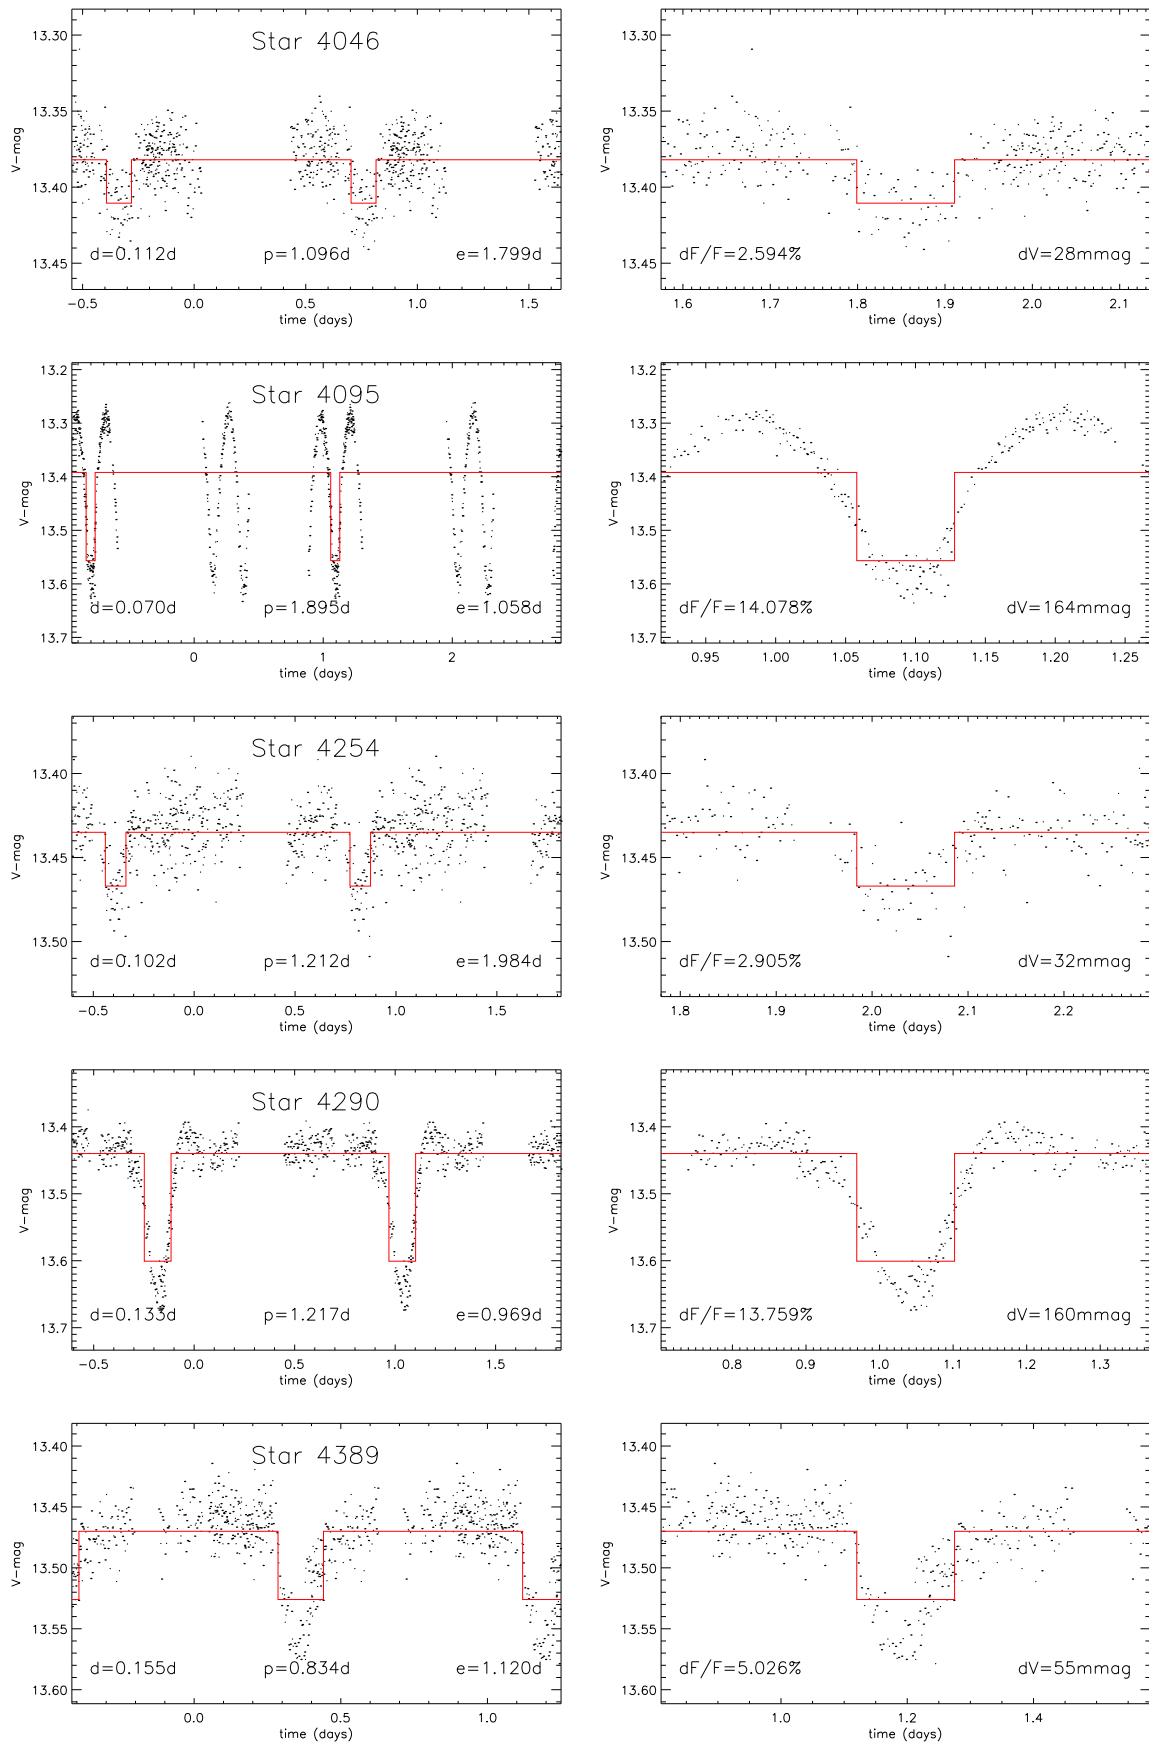 Star 4046
V-mag
13.30
13.35
13.40
13.45
d=0.112d p=1.096d e=1.799d
-0.5 0.0 0.5 1.0 1.5
time (days)
V-mag
13.30
13.35
13.40
13.45
dF/F=2.594% dV=28mmag
1.6 1.7 1.8 1.9 2.0 2.1
time (days)
Star 4095
V-mag
13.2
13.3
13.4
13.5
13.6
13.7
d=0.070d p=1.895d e=1.058d
0 1 2
time (days)
V-mag
13.2
13.3
13.4
13.5
13.6
13.7
dF/F=14.078% dV=164mmag
0.95 1.00 1.05 1.10 1.15 1.20 1.25
time (days)
Star 4254
V-mag
13.40
13.45
13.50
d=0.102d p=1.212d e=1.984d
-0.5 0.0 0.5 1.0 1.5
time (days)
V-mag
13.40
13.45
13.50
dF/F=2.905% dV=32mmag
1.8 1.9 2.0 2.1 2.2
time (days)
Star 4290
V-mag
13.4
13.5
13.6
13.7
d=0.133d p=1.217d e=0.969d
-0.5 0.0 0.5 1.0 1.5
time (days)
V-mag
13.4
13.5
13.6
13.7
dF/F=13.759% dV=160mmag
0.8 0.9 1.0 1.1 1.2 1.3
time (days)
Star 4389
V-mag
13.40
13.45
13.50
13.55
13.60
d=0.155d p=0.834d e=1.120d
0.0 0.5 1.0
time (days)
V-mag
13.40
13.45
13.50
13.55
13.60
dF/F=5.026% dV=55mmag
1.0 1.2 1.4
time (days)